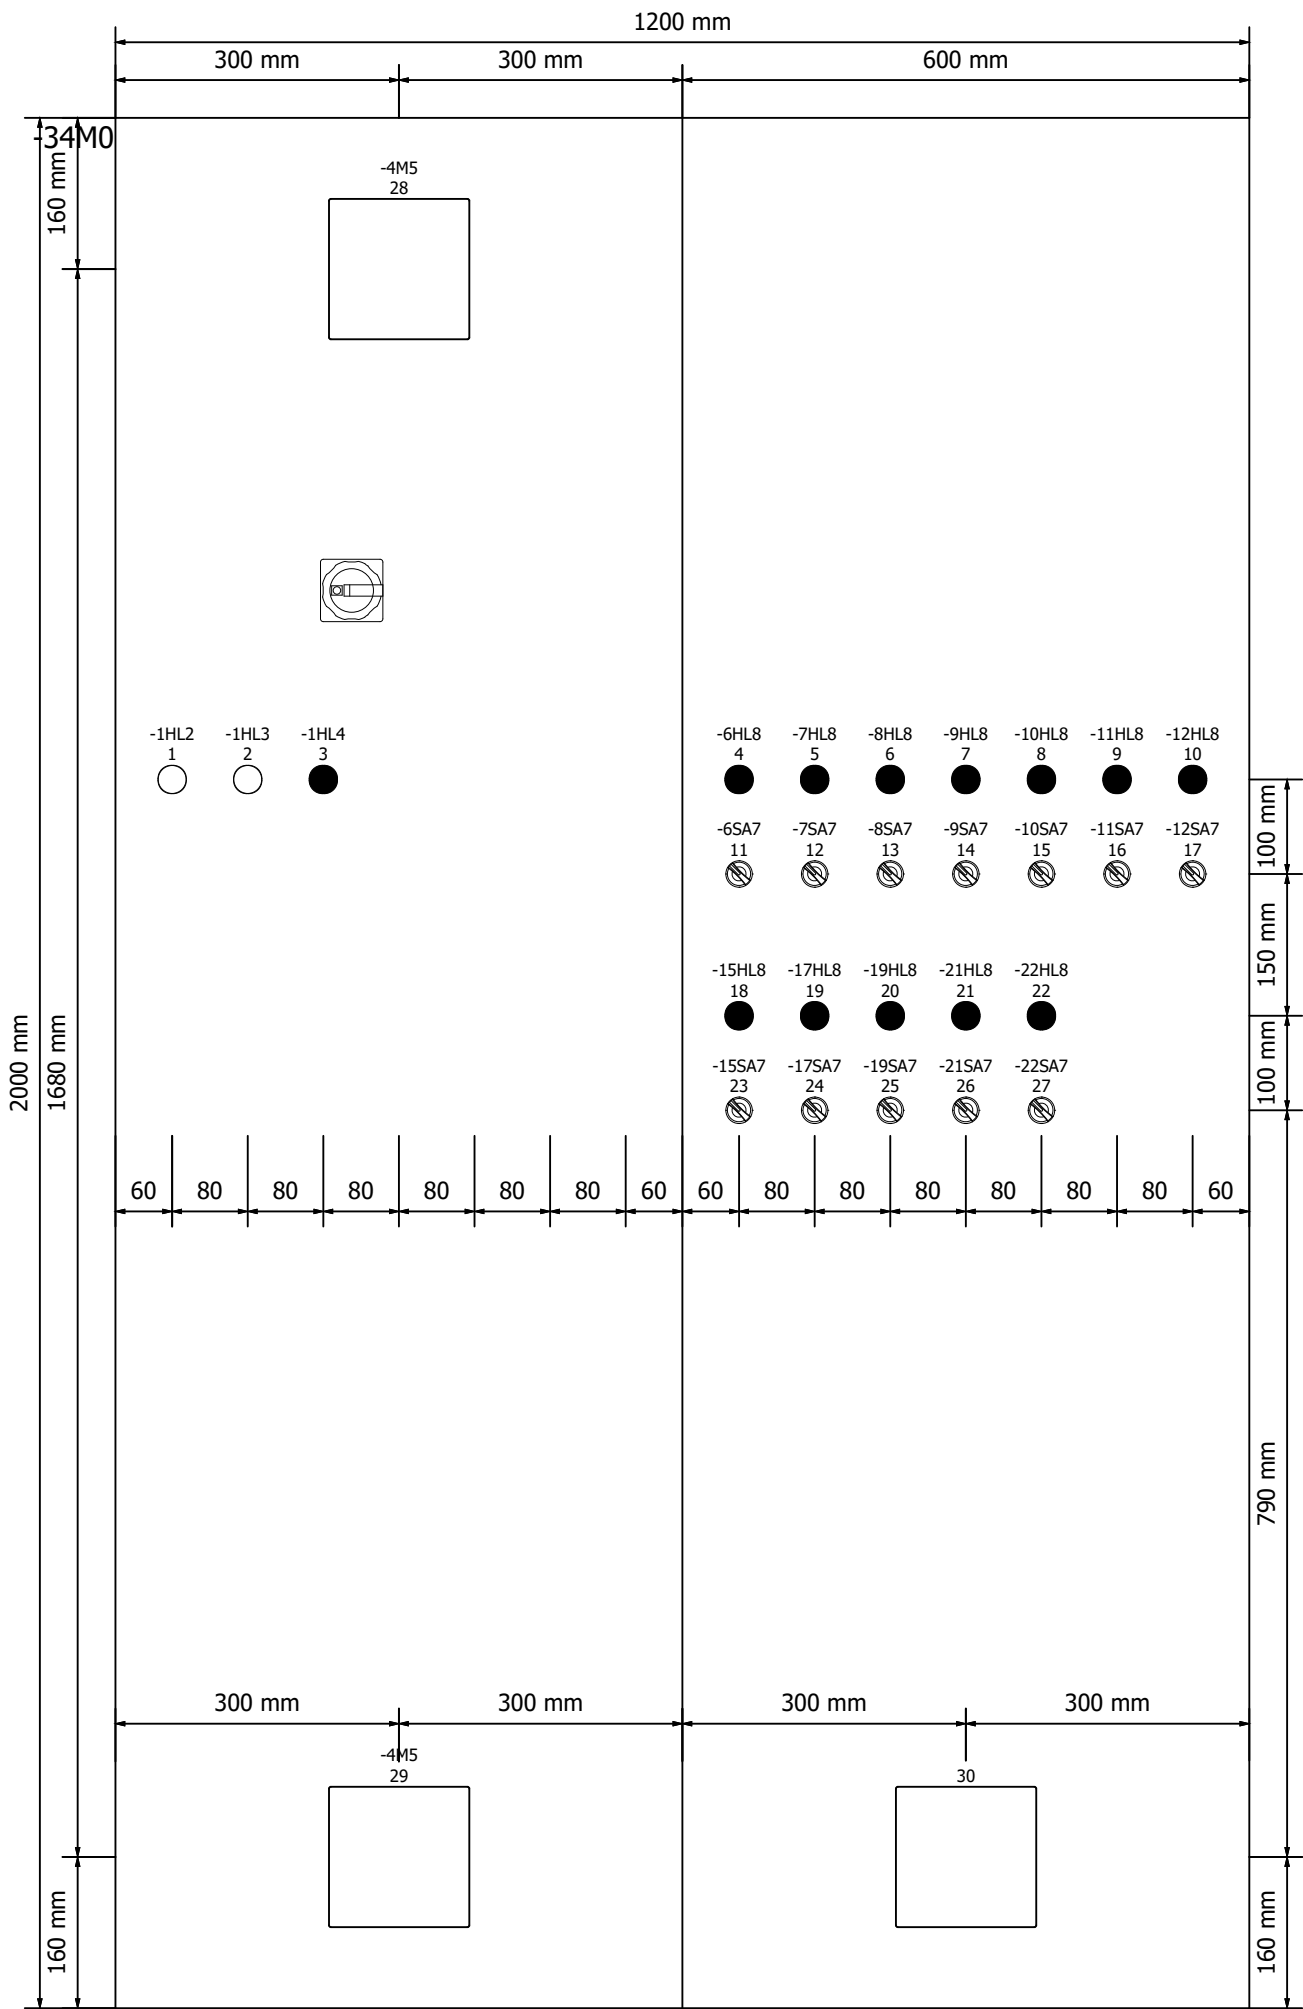 1200 mm
300 mm 300 mm 600 mm
-34M0
160 mm
-4M5
28
-1HL2 -1HL3 -1HL4 -6HL8 -7HL8 -8HL8 -9HL8 -10HL8 -11HL8 -12HL8
1 2 3 4 5 6 7 8 9 10
100 mm
-6SA7 -7SA7 -8SA7 -9SA7 -10SA7 -11SA7 -12SA7
11 12 13 14 15 16 17
150 mm
-15HL8 -17HL8 -19HL8 -21HL8 -22HL8
18 19 20 21 22
2000 mm
1680 mm
100 mm
-15SA7 -17SA7 -19SA7 -21SA7 -22SA7
23 24 25 26 27
60 80 80 80 80 80 80 60 60 80 80 80 80 80 80 60
790 mm
300 mm 300 mm 300 mm 300 mm
-4M5
29 30
160 mm 160 mm